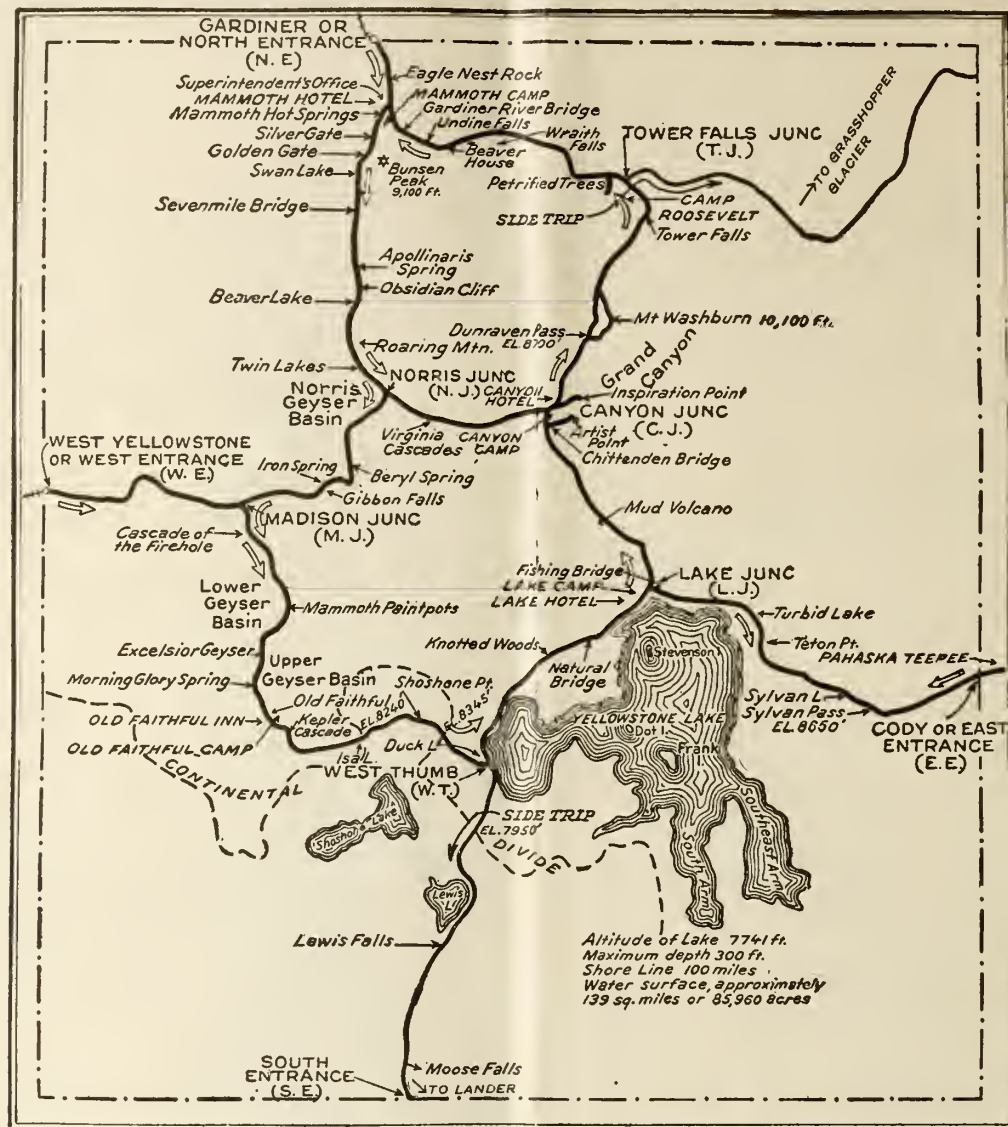 GARDINER OR
NORTH ENTRANCE
(N.E)
Eagle Nest Rock
Superintendent's Office
MAMMOTH HOTEL
MAMMOTH CAMP
Mammoth Hot Springs
Gardiner River Bridge
Undine Falls
Silver Gate
Wraith
Falls
TOWER FALLS JUNC
(T.J.)
Golden Gate
Beaver
House
Swan Lake
Bunsen
Peak
9,100 Ft.
Petrified Trees
TO GRASSHOPPER
GLACIER
CAMP
ROOSEVELT
Sevenmile Bridge
SIDE TRIP
Tower Falls
Apollinaris
Spring
Obsidian Cliff
Beaver Lake
Mt Washburn 10,100 ft.
Dunraven Pass
EL. 8700'
Roaring Mtn.
Twin Lakes
NORRIS JUNC
(N.J.)
CANYON
HOTEL
Grand
Canyon
Inspiration Point
Norris
Geyser
Basin
CANYON JUNC
(C.J.)
Virginia
Cascades
CANYON
CAMP
Artist
Point
Chittenden Bridge
WEST YELLOWSTONE
OR WEST ENTRANCE
(W.E.)
Iron Spring
Beryl Spring
Gibbon Falls
Mud Volcano
MADISON JUNC
(M.J.)
Cascade of
the Firehole
Fishing Bridge
LAKE JUNC
(L.J.)
LAKE CAMP
LAKE HOTEL
Lower
Geyser
Basin
Mammoth Paintpots
Turbid Lake
Teton Pt.
PAHASKA TEEPEE
Knotted Woods
Natural
Bridge
Stevenson
Excelsior Geyser
Upper
Geyser Basin
Morning Glory Spring
Shoshone Pt.
EL. 8345'
Old Faithful
EL. 8240'
Sylvan L.
Sylvan Pass
EL. 8650'
OLD FAITHFUL INN
Kepler
Cascade
YELLOWSTONE LAKE
Dot I.
CODY OR EAST
ENTRANCE
(E.E)
OLD FAITHFUL CAMP
Isa L.
Duck L.
Frank
CONTINENTAL
WEST THUMB
(W.T.)
SIDE TRIP
EL. 7950'
DIVIDE
Shoshone Lake
South Arm
Southeast Arm
Lewis
L.
Lewis Falls
Altitude of Lake 7741 ft.
Maximum depth 300 ft.
Shore Line 100 miles
Water surface, approximately
139 sq. miles or 85,960 acres
Moose Falls
SOUTH
ENTRANCE
(S.E.)
TO LANDER